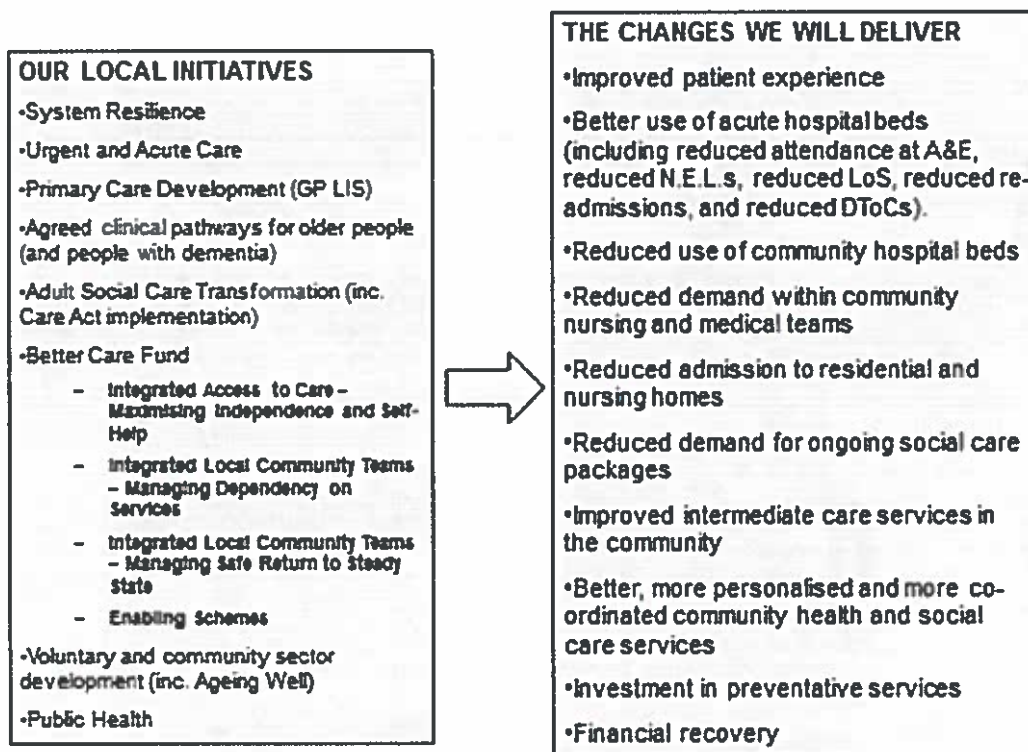 OUR LOCAL INITIATIVES
•System Resilience
•Urgent and Acute Care
•Primary Care Development (GP LIS)
•Agreed clinical pathways for older people
(and people with dementia)
•Adult Social Care Transformation (inc.
Care Act implementation)
•Better Care Fund
– Integrated Access to Care –
Maximising Independence and Self-
Help
– Integrated Local Community Teams
– Managing Dependency on
Services
– Integrated Local Community Teams
– Managing Safe Return to Steady
State
– Enabling Schemes
•Voluntary and community sector
development (inc. Ageing Well)
•Public Health
THE CHANGES WE WILL DELIVER
•Improved patient experience
•Better use of acute hospital beds
(including reduced attendance at A&E,
reduced N.E.L.s, reduced LoS, reduced re-
admissions, and reduced DToCs).
•Reduced use of community hospital beds
•Reduced demand within community
nursing and medical teams
•Reduced admission to residential and
nursing homes
•Reduced demand for ongoing social care
packages
•Improved intermediate care services in
the community
•Better, more personalised and more co-
ordinated community health and social
care services
•Investment in preventative services
•Financial recovery